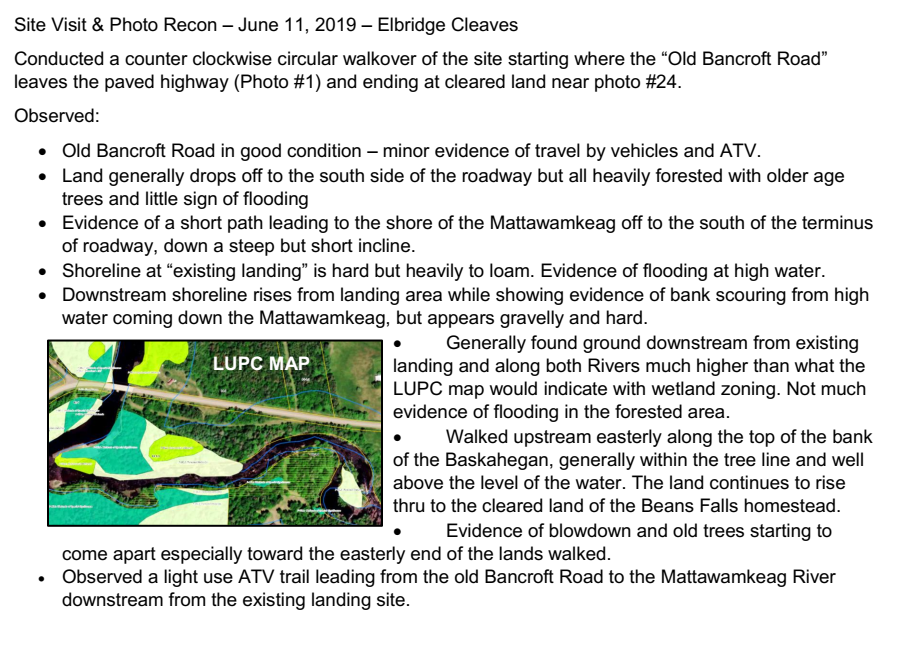 Site Visit & Photo Recon – June 11, 2019 – Elbridge Cleaves
Conducted a counter clockwise circular walkover of the site starting where the “Old Bancroft Road”
leaves the paved highway (Photo #1) and ending at cleared land near photo #24.
Observed:
• Old Bancroft Road in good condition – minor evidence of travel by vehicles and ATV.
• Land generally drops off to the south side of the roadway but all heavily forested with older age
trees and little sign of flooding
• Evidence of a short path leading to the shore of the Mattawamkeag off to the south of the terminus
of roadway, down a steep but short incline.
• Shoreline at “existing landing” is hard but heavily to loam. Evidence of flooding at high water.
• Downstream shoreline rises from landing area while showing evidence of bank scouring from high
water coming down the Mattawamkeag, but appears gravelly and hard.
LUPC MAP
• Generally found ground downstream from existing
landing and along both Rivers much higher than what the
LUPC map would indicate with wetland zoning. Not much
evidence of flooding in the forested area.
• Walked upstream easterly along the top of the bank
of the Baskahegan, generally within the tree line and well
above the level of the water. The land continues to rise
thru to the cleared land of the Beans Falls homestead.
• Evidence of blowdown and old trees starting to
come apart especially toward the easterly end of the lands walked.
• Observed a light use ATV trail leading from the old Bancroft Road to the Mattawamkeag River
downstream from the existing landing site.